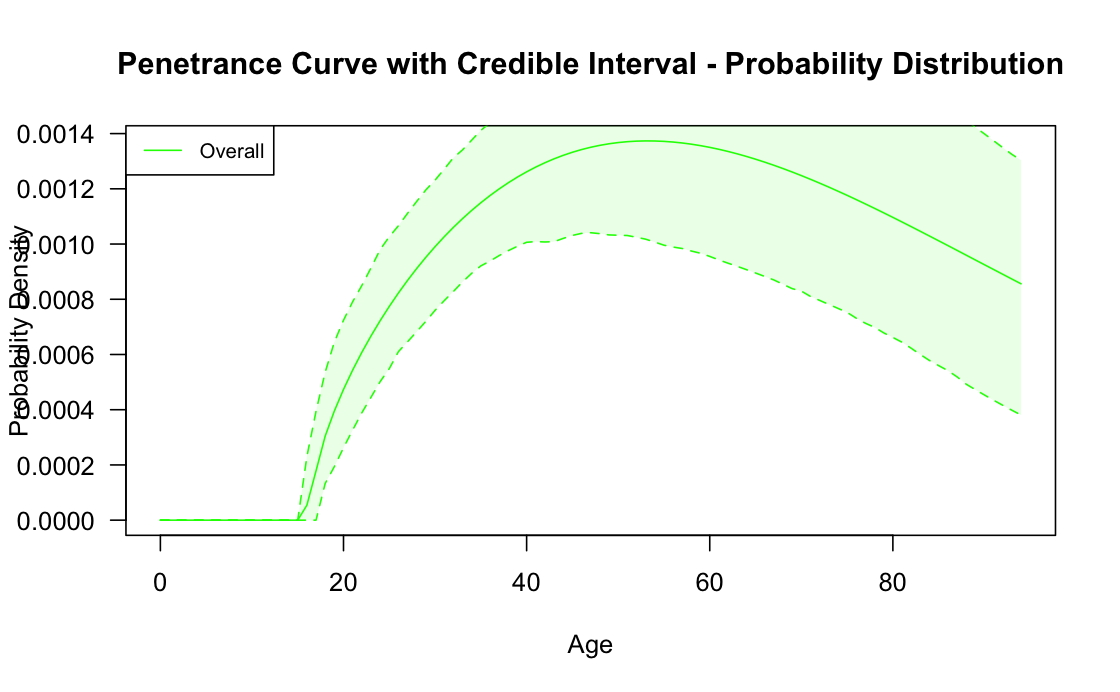 Penetrance Curve with Credible Interval - Probability Distribution
Overall
Probability Density
0.0014
0.0012
0.0010
0.0008
0.0006
0.0004
0.0002
0.0000
0 20 40 60 80
Age